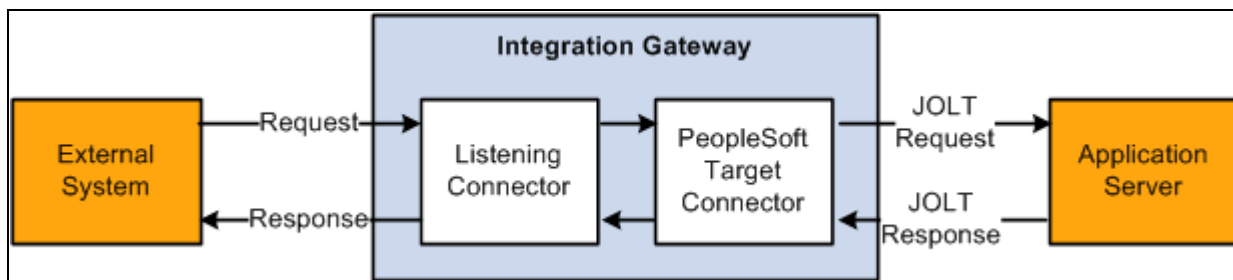 Integration Gateway
External
System
Request
Response
Listening
Connector
PeopleSoft
Target
Connector
JOLT
Request
JOLT
Response
Application
Server